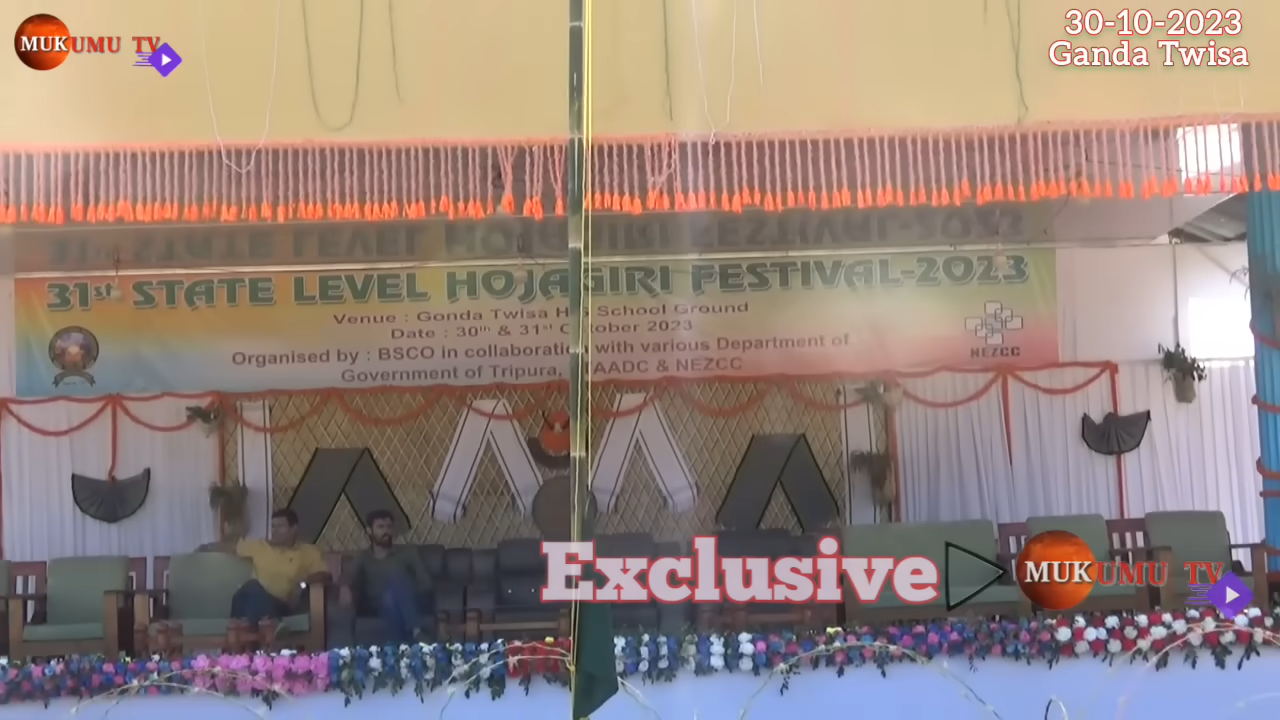 MUKUMU TV
30-10-2023
Ganda Twisa
31st STATE LEVEL HOJAGIRI FESTIVAL-2023
Venue : Gonda Twisa H S School Ground
Date : 30th & 31st October 2023
Organised by : BSCO in collaboration with various Department of
Government of Tripura, AADC & NEZCC
NEZCC
Exclusive
MUKUMU TV